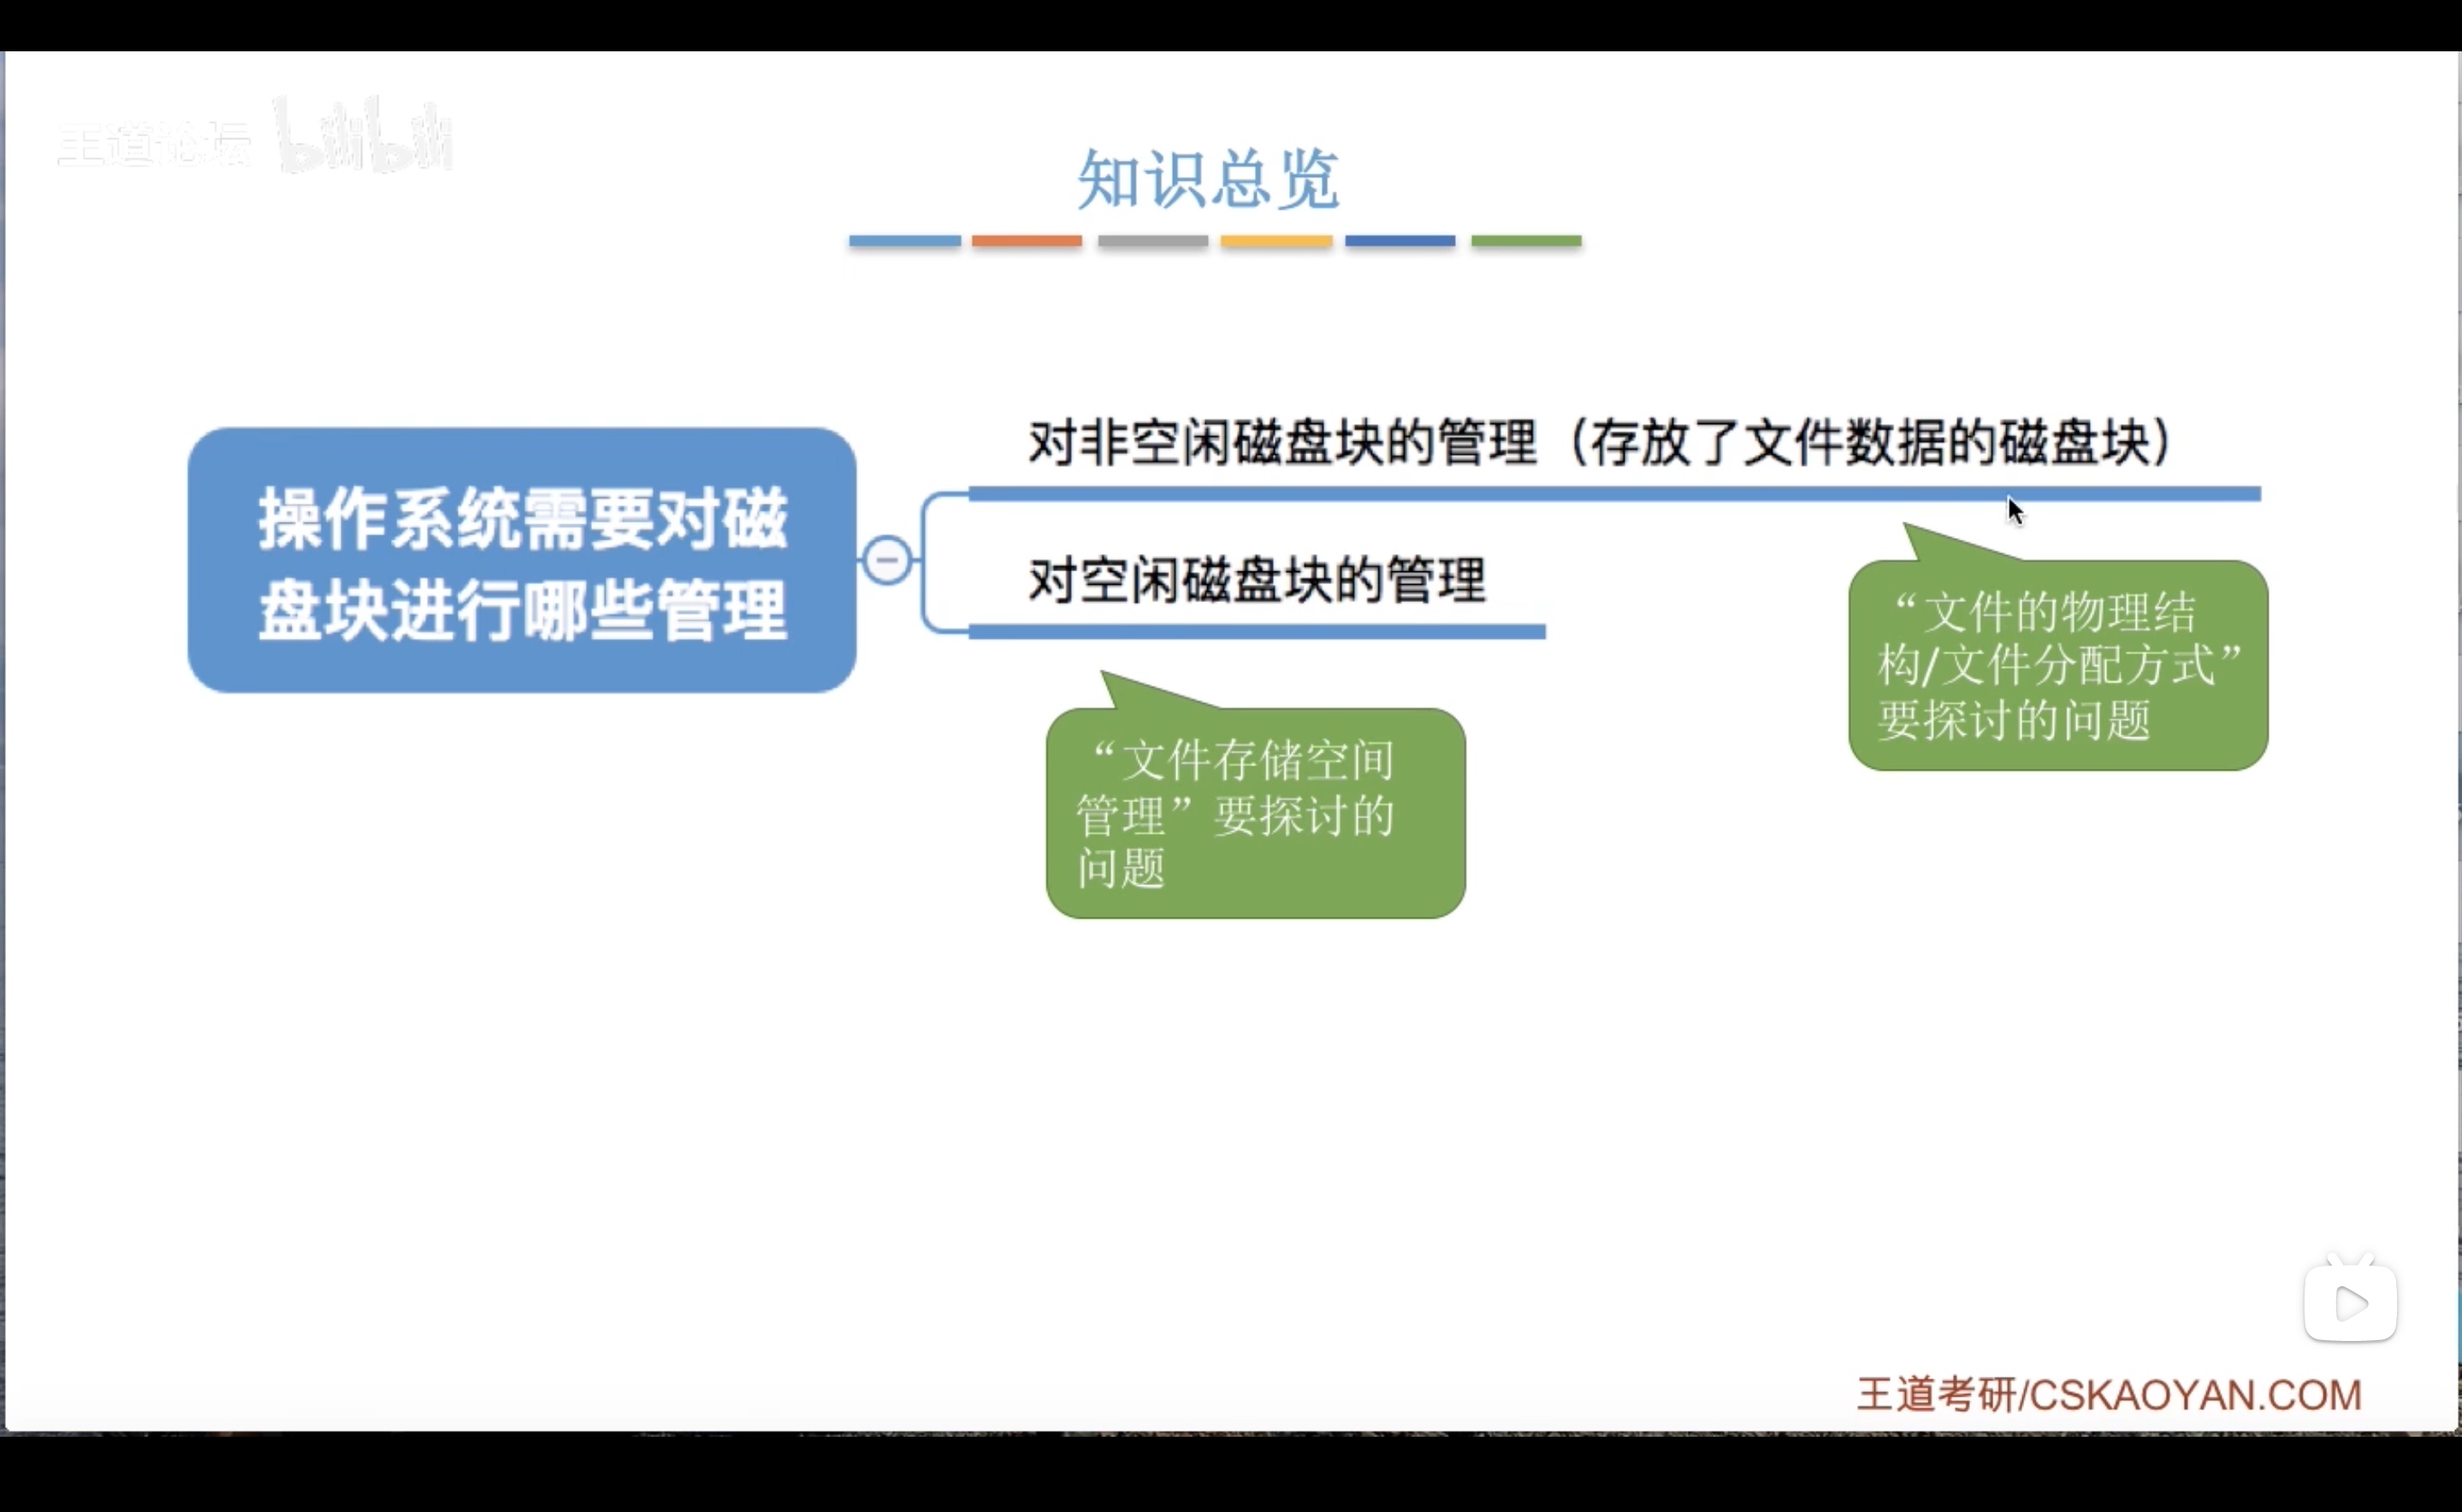 王道论坛 bilibili
知识总览
操作系统需要对磁
盘块进行哪些管理
对非空闲磁盘块的管理（存放了文件数据的磁盘块）
对空闲磁盘块的管理
“文件的物理结
构/文件分配方式”
要探讨的问题
“文件存储空间
管理”要探讨的
问题
王道考研/CSKAOYAN.COM